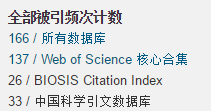 全部被引频次计数
166 / 所有数据库
137 / Web of Science 核心合集
26 / BIOSIS Citation Index
33 / 中国科学引文数据库